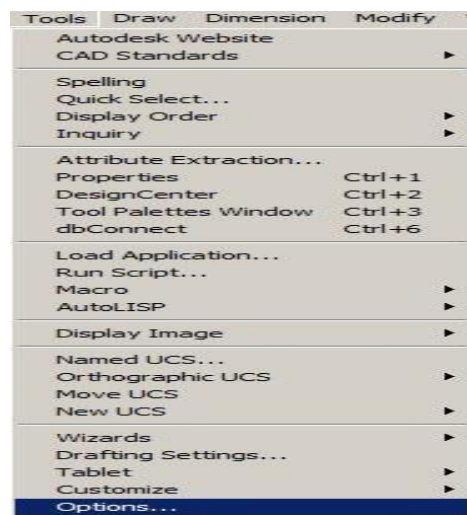 Tools Draw Dimension Modify
Autodesk Website
CAD Standards
Spelling
Quick Select...
Display Order
Inquiry
Attribute Extraction...
Properties Ctrl+1
DesignCenter Ctrl+2
Tool Palettes Window Ctrl+3
dbConnect Ctrl+6
Load Application...
Run Script...
Macro
AutoLISP
Display Image
Named UCS...
Orthographic UCS
Move UCS
New UCS
Wizards
Drafting Settings...
Tablet
Customize
Options...